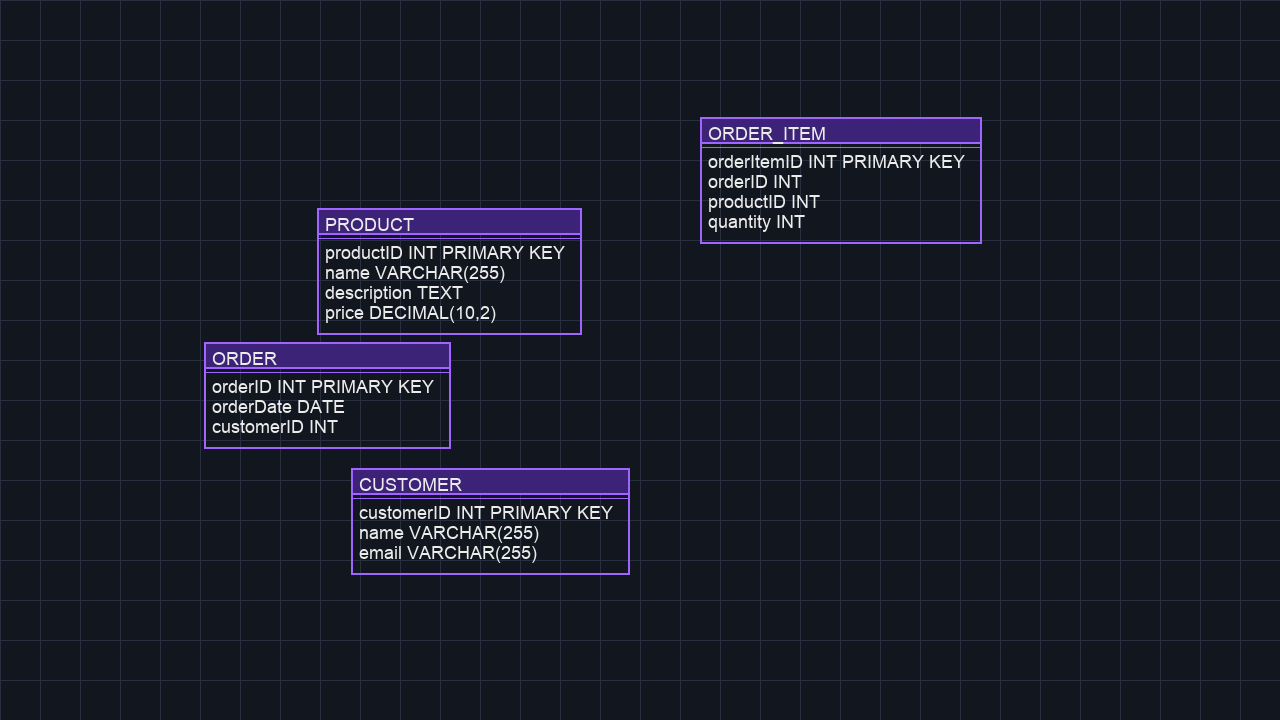 ORDER_ITEM
orderItemID INT PRIMARY KEY
orderID INT
productID INT
quantity INT
PRODUCT
productID INT PRIMARY KEY
name VARCHAR(255)
description TEXT
price DECIMAL(10,2)
ORDER
orderID INT PRIMARY KEY
orderDate DATE
customerID INT
CUSTOMER
customerID INT PRIMARY KEY
name VARCHAR(255)
email VARCHAR(255)